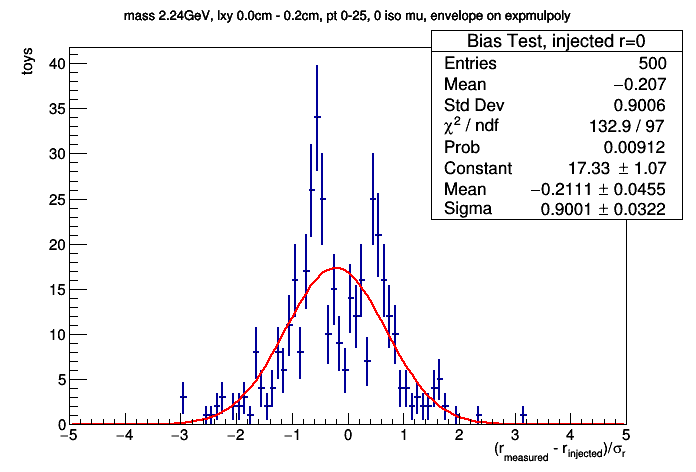 mass 2.24GeV, lxy 0.0cm - 0.2cm, pt 0-25, 0 iso mu, envelope on expmulpoly
Bias Test, injected r=0
Entries 500
Mean −0.207
Std Dev 0.9006
χ² / ndf 132.9 / 97
Prob 0.00912
Constant 17.33 ± 1.07
Mean −0.2111 ± 0.0455
Sigma 0.9001 ± 0.0322
toys
40
35
30
25
20
15
10
5
0
−5 −4 −3 −2 −1 0 1 2 3 4 5
(r_measured - r_injected)/σ_r